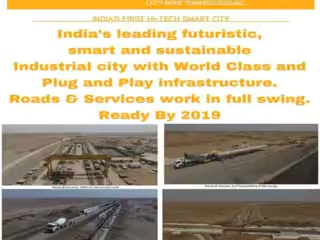 INDIA'S FIRST HI-TECH SMART CITY
India's leading futuristic,
smart and sustainable
Industrial city with World Class and
Plug and Play infrastructure.
Roads & Services work in full swing.
Ready By 2019